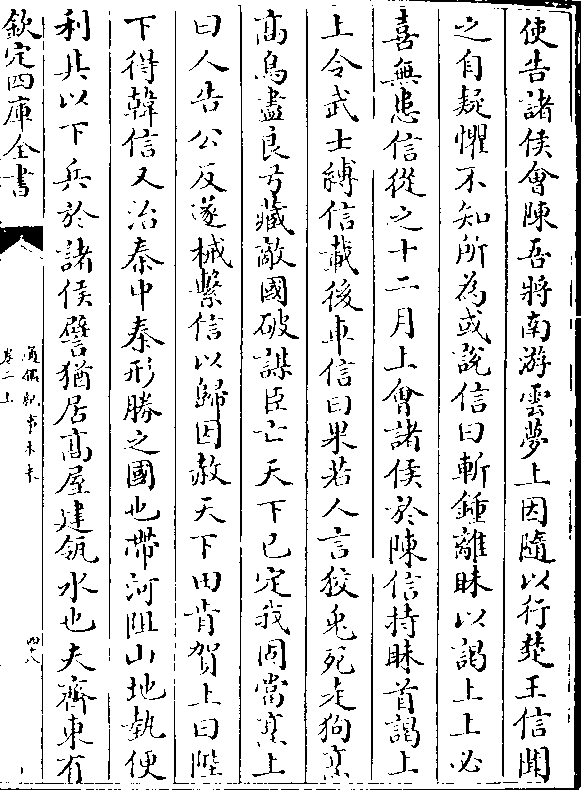 使告諸侯會陳吾將南游雲夢上因隨以行楚王信聞
之自疑懼不知所為或說信曰斬鍾離昧以謁上上必
喜無患信從之十二月上會諸侯於陳信持昧首謁上
上令武士縛信載後車信曰果若人言狡兎死走狗烹
高鳥盡良弓藏敵國破謀臣亡天下已定我固當烹上
曰人告公反遂械繫信以歸因赦天下田肯賀上曰陛
下得韓信又治秦中秦形勝之國也帶河阻山地埶便
利其以下兵於諸侯譬猶居高屋建瓴水也夫齊東有
欽定四庫全書
通鑑紀事本末
卷二上
四十八